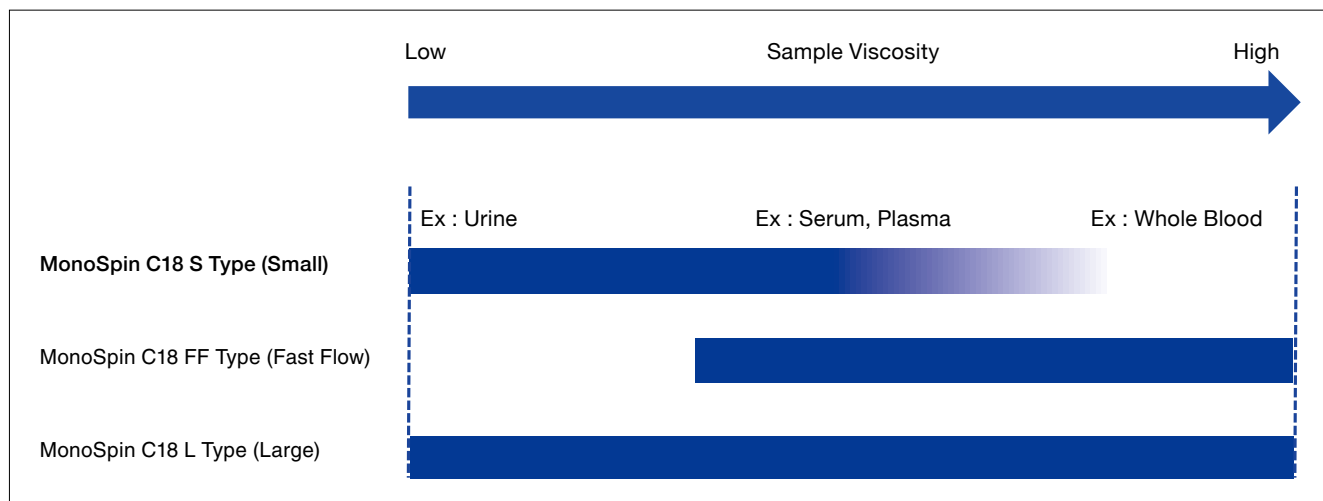 Low Sample Viscosity High
Ex : Urine Ex : Serum, Plasma Ex : Whole Blood
MonoSpin C18 S Type (Small)
MonoSpin C18 FF Type (Fast Flow)
MonoSpin C18 L Type (Large)